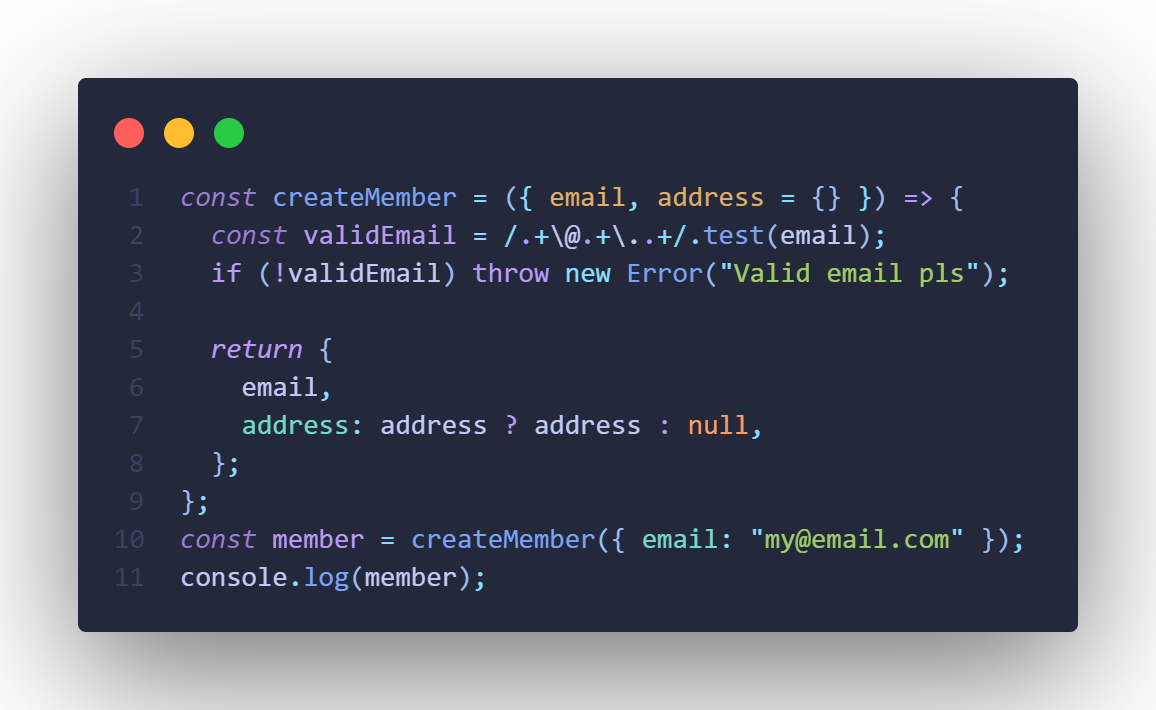 1 const createMember = ({ email, address = {} }) => {
2   const validEmail = /.+\@.+\..+/.test(email);
3   if (!validEmail) throw new Error("Valid email pls");
4
5   return {
6     email,
7     address: address ? address : null,
8   };
9 };
10 const member = createMember({ email: "my@email.com" });
11 console.log(member);